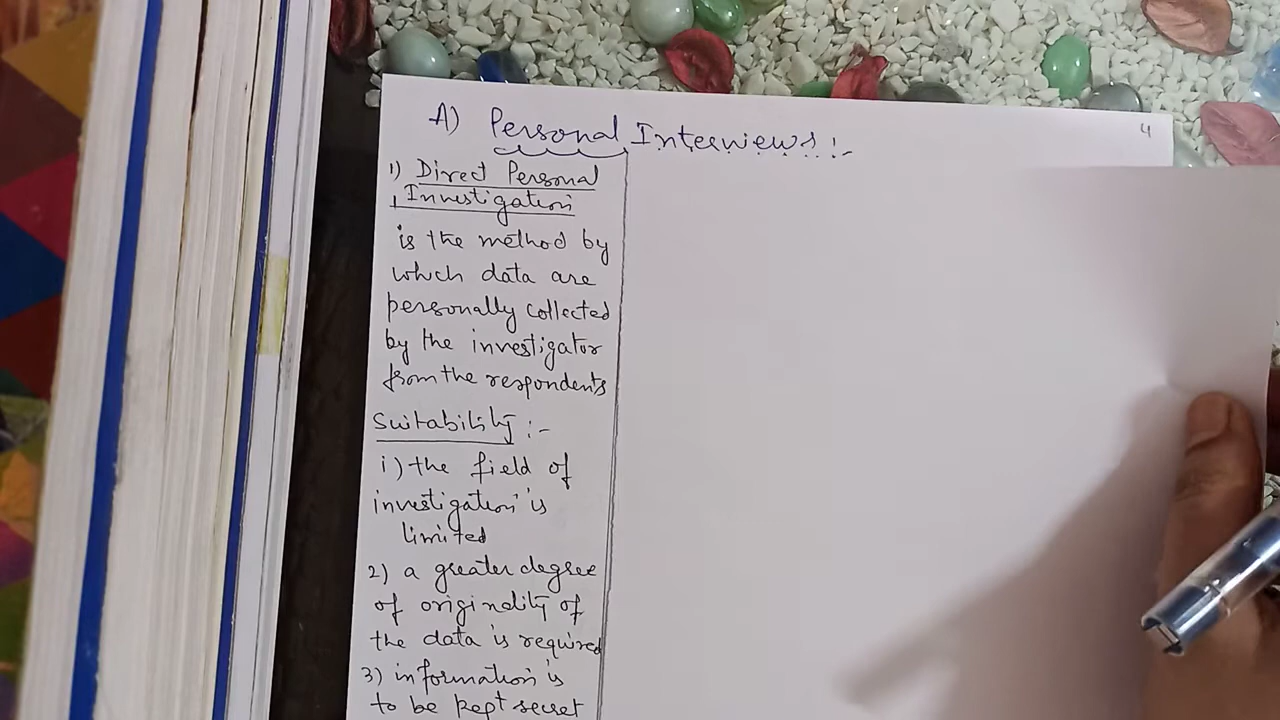 4
A) Personal Interviews :-
1) Direct Personal
Investigation
is the method by
which data are
personally collected
by the investigator
from the respondents
Suitability :-
i) the field of
investigation is
limited
2) a greater degree
of originality of
the data is required
3) information is
to be kept secret